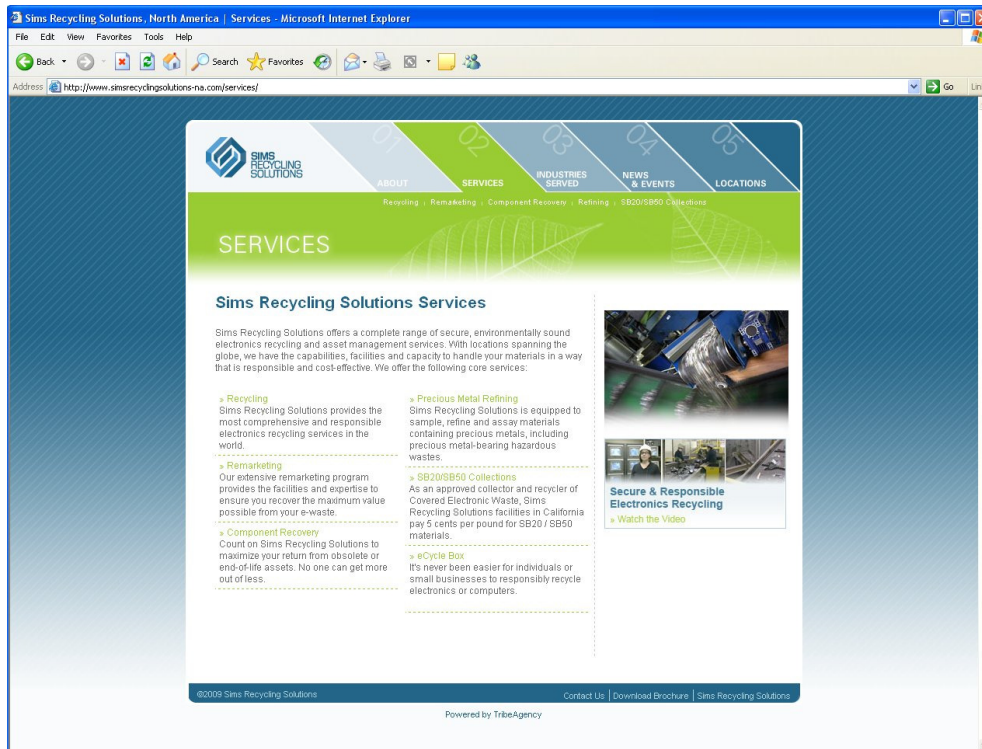 Sims Recycling Solutions, North America | Services - Microsoft Internet Explorer
File Edit View Favorites Tools Help
Back Search Favorites
Address http://www.simsrecyclingsolutions-na.com/services/ Go
SIMS
RECYCLING
SOLUTIONS
01 02 03 04 05
ABOUT
SERVICES
INDUSTRIES
SERVED
NEWS
& EVENTS
LOCATIONS
Recycling | Remarketing | Component Recovery | Refining | SB20/SB50 Collections
SERVICES
Sims Recycling Solutions Services
Sims Recycling Solutions offers a complete range of secure, environmentally sound
electronics recycling and asset management services. With locations spanning the
globe, we have the capabilities, facilities and capacity to handle your materials in a way
that is responsible and cost-effective. We offer the following core services:
» Recycling
Sims Recycling Solutions provides the
most comprehensive and responsible
electronics recycling services in the
world.
» Remarketing
Our extensive remarketing program
provides the facilities and expertise to
ensure you recover the maximum value
possible from your e-waste.
» Component Recovery
Count on Sims Recycling Solutions to
maximize your return from obsolete or
end-of-life assets. No one can get more
out of less.
» Precious Metal Refining
Sims Recycling Solutions is equipped to
sample, refine and assay materials
containing precious metals, including
precious metal-bearing hazardous
wastes.
» SB20/SB50 Collections
As an approved collector and recycler of
Covered Electronic Waste, Sims
Recycling Solutions facilities in California
pay 5 cents per pound for SB20 / SB50
materials.
» eCycle Box
It's never been easier for individuals or
small businesses to responsibly recycle
electronics or computers.
Secure & Responsible
Electronics Recycling
» Watch the Video
©2009 Sims Recycling Solutions
Contact Us | Download Brochure | Sims Recycling Solutions
Powered by TribeAgency